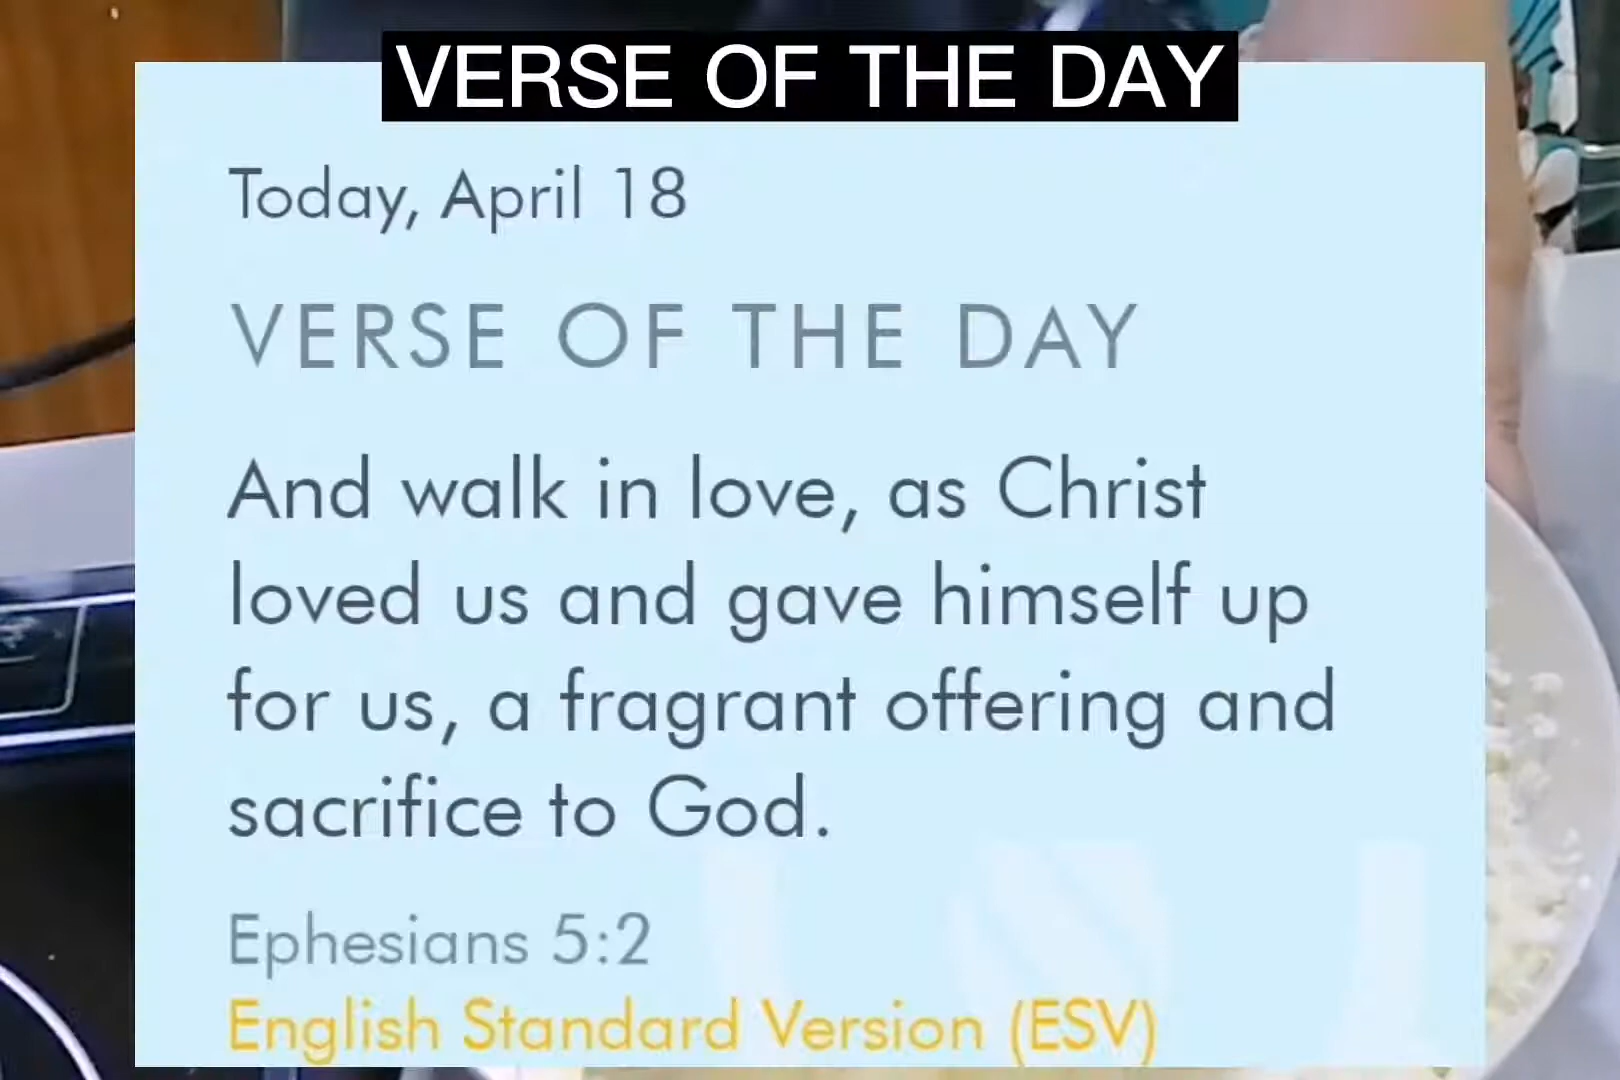 VERSE OF THE DAY
Today, April 18
VERSE OF THE DAY
And walk in love, as Christ
loved us and gave himself up
for us, a fragrant offering and
sacrifice to God.
Ephesians 5:2
English Standard Version (ESV)